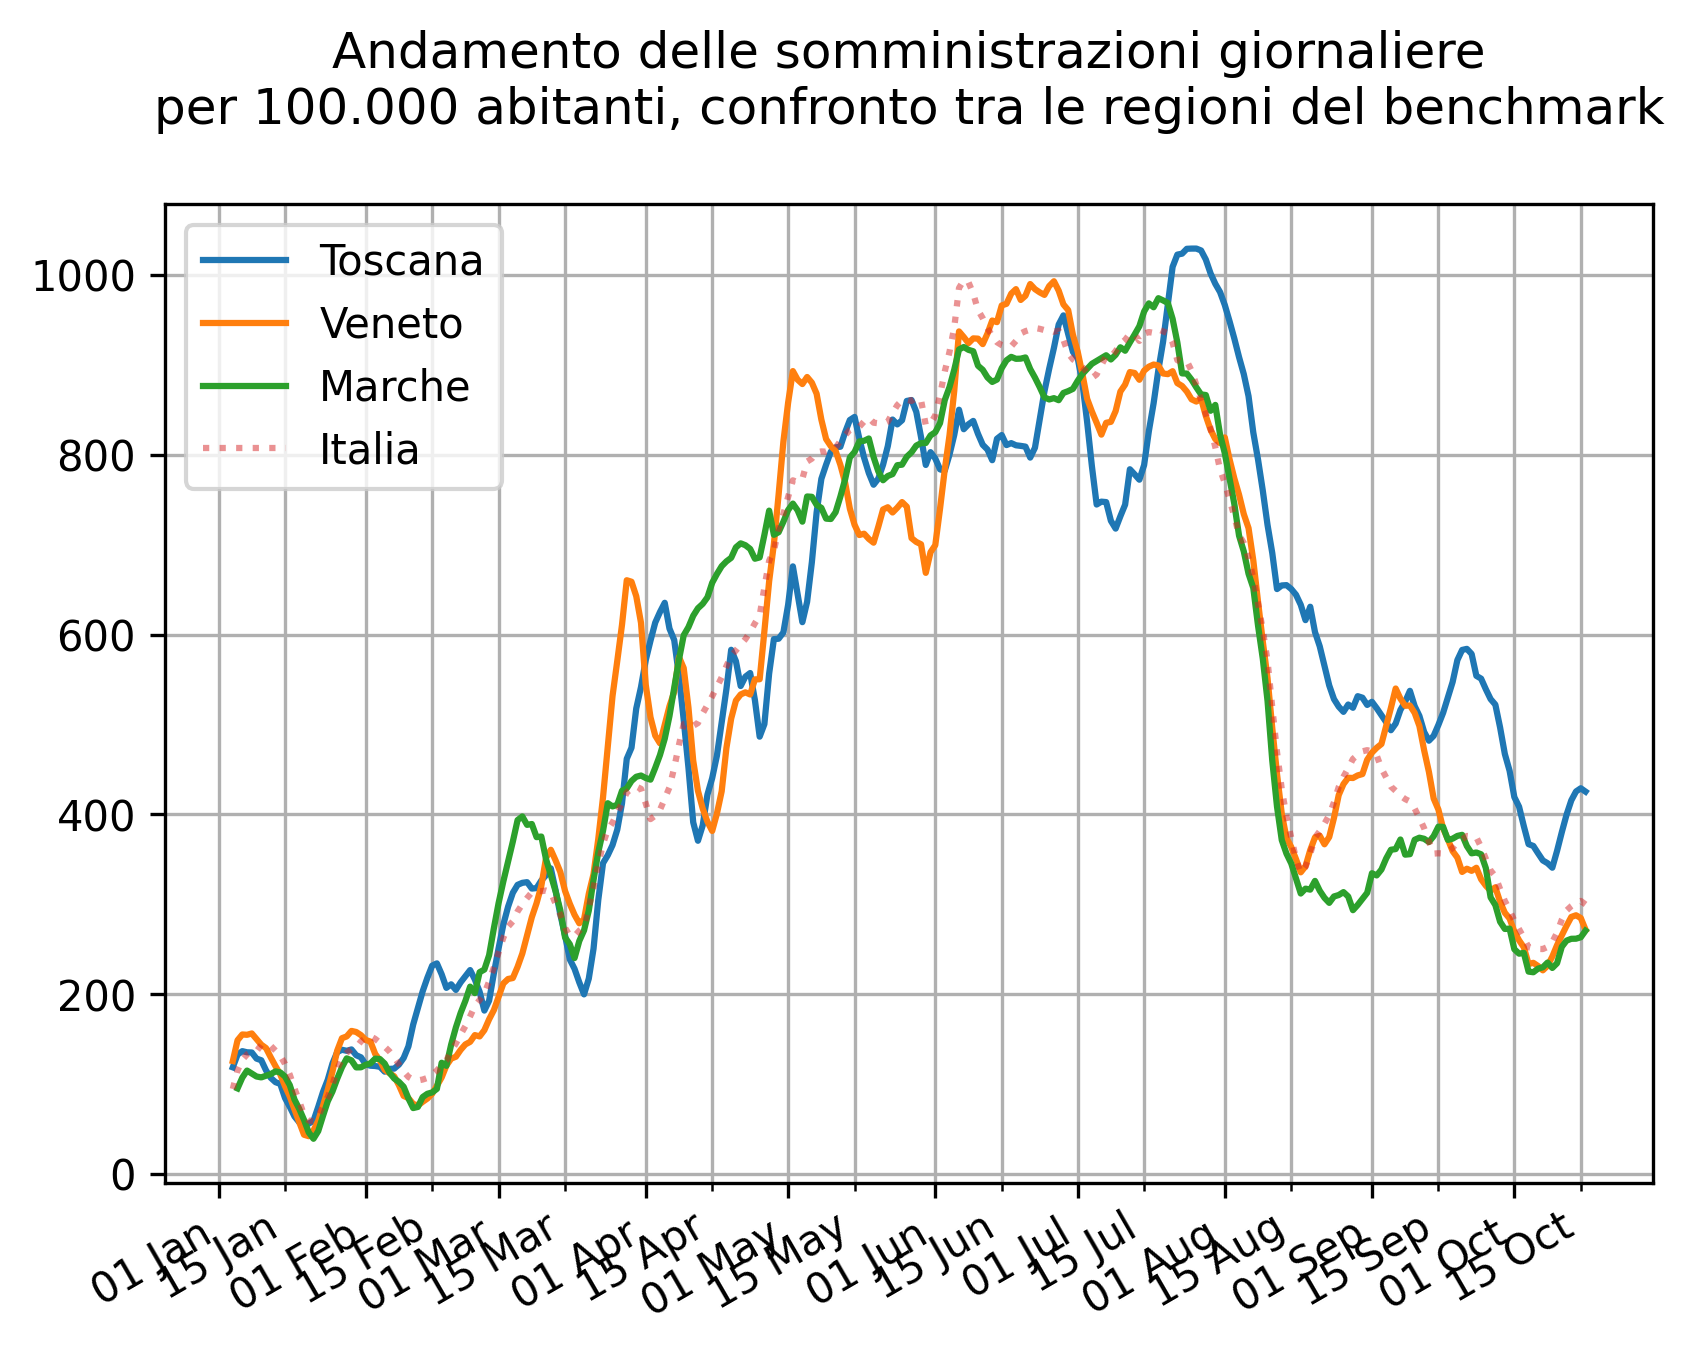 Andamento delle somministrazioni giornaliere
per 100.000 abitanti, confronto tra le regioni del benchmark
Toscana
Veneto
Marche
Italia
1000
800
600
400
200
0
01 Jan
15 Jan
01 Feb
15 Feb
01 Mar
15 Mar
01 Apr
15 Apr
01 May
15 May
01 Jun
15 Jun
01 Jul
15 Jul
01 Aug
15 Aug
01 Sep
15 Sep
01 Oct
15 Oct